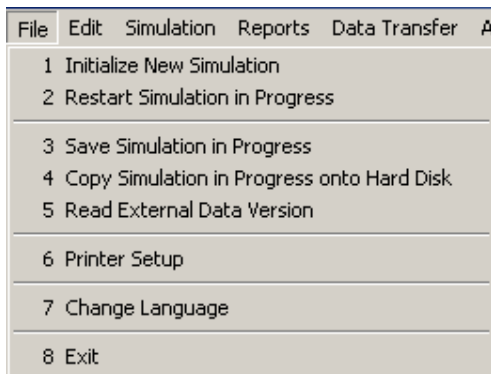 File Edit Simulation Reports Data Transfer
1 Initialize New Simulation
2 Restart Simulation in Progress
3 Save Simulation in Progress
4 Copy Simulation in Progress onto Hard Disk
5 Read External Data Version
6 Printer Setup
7 Change Language
8 Exit